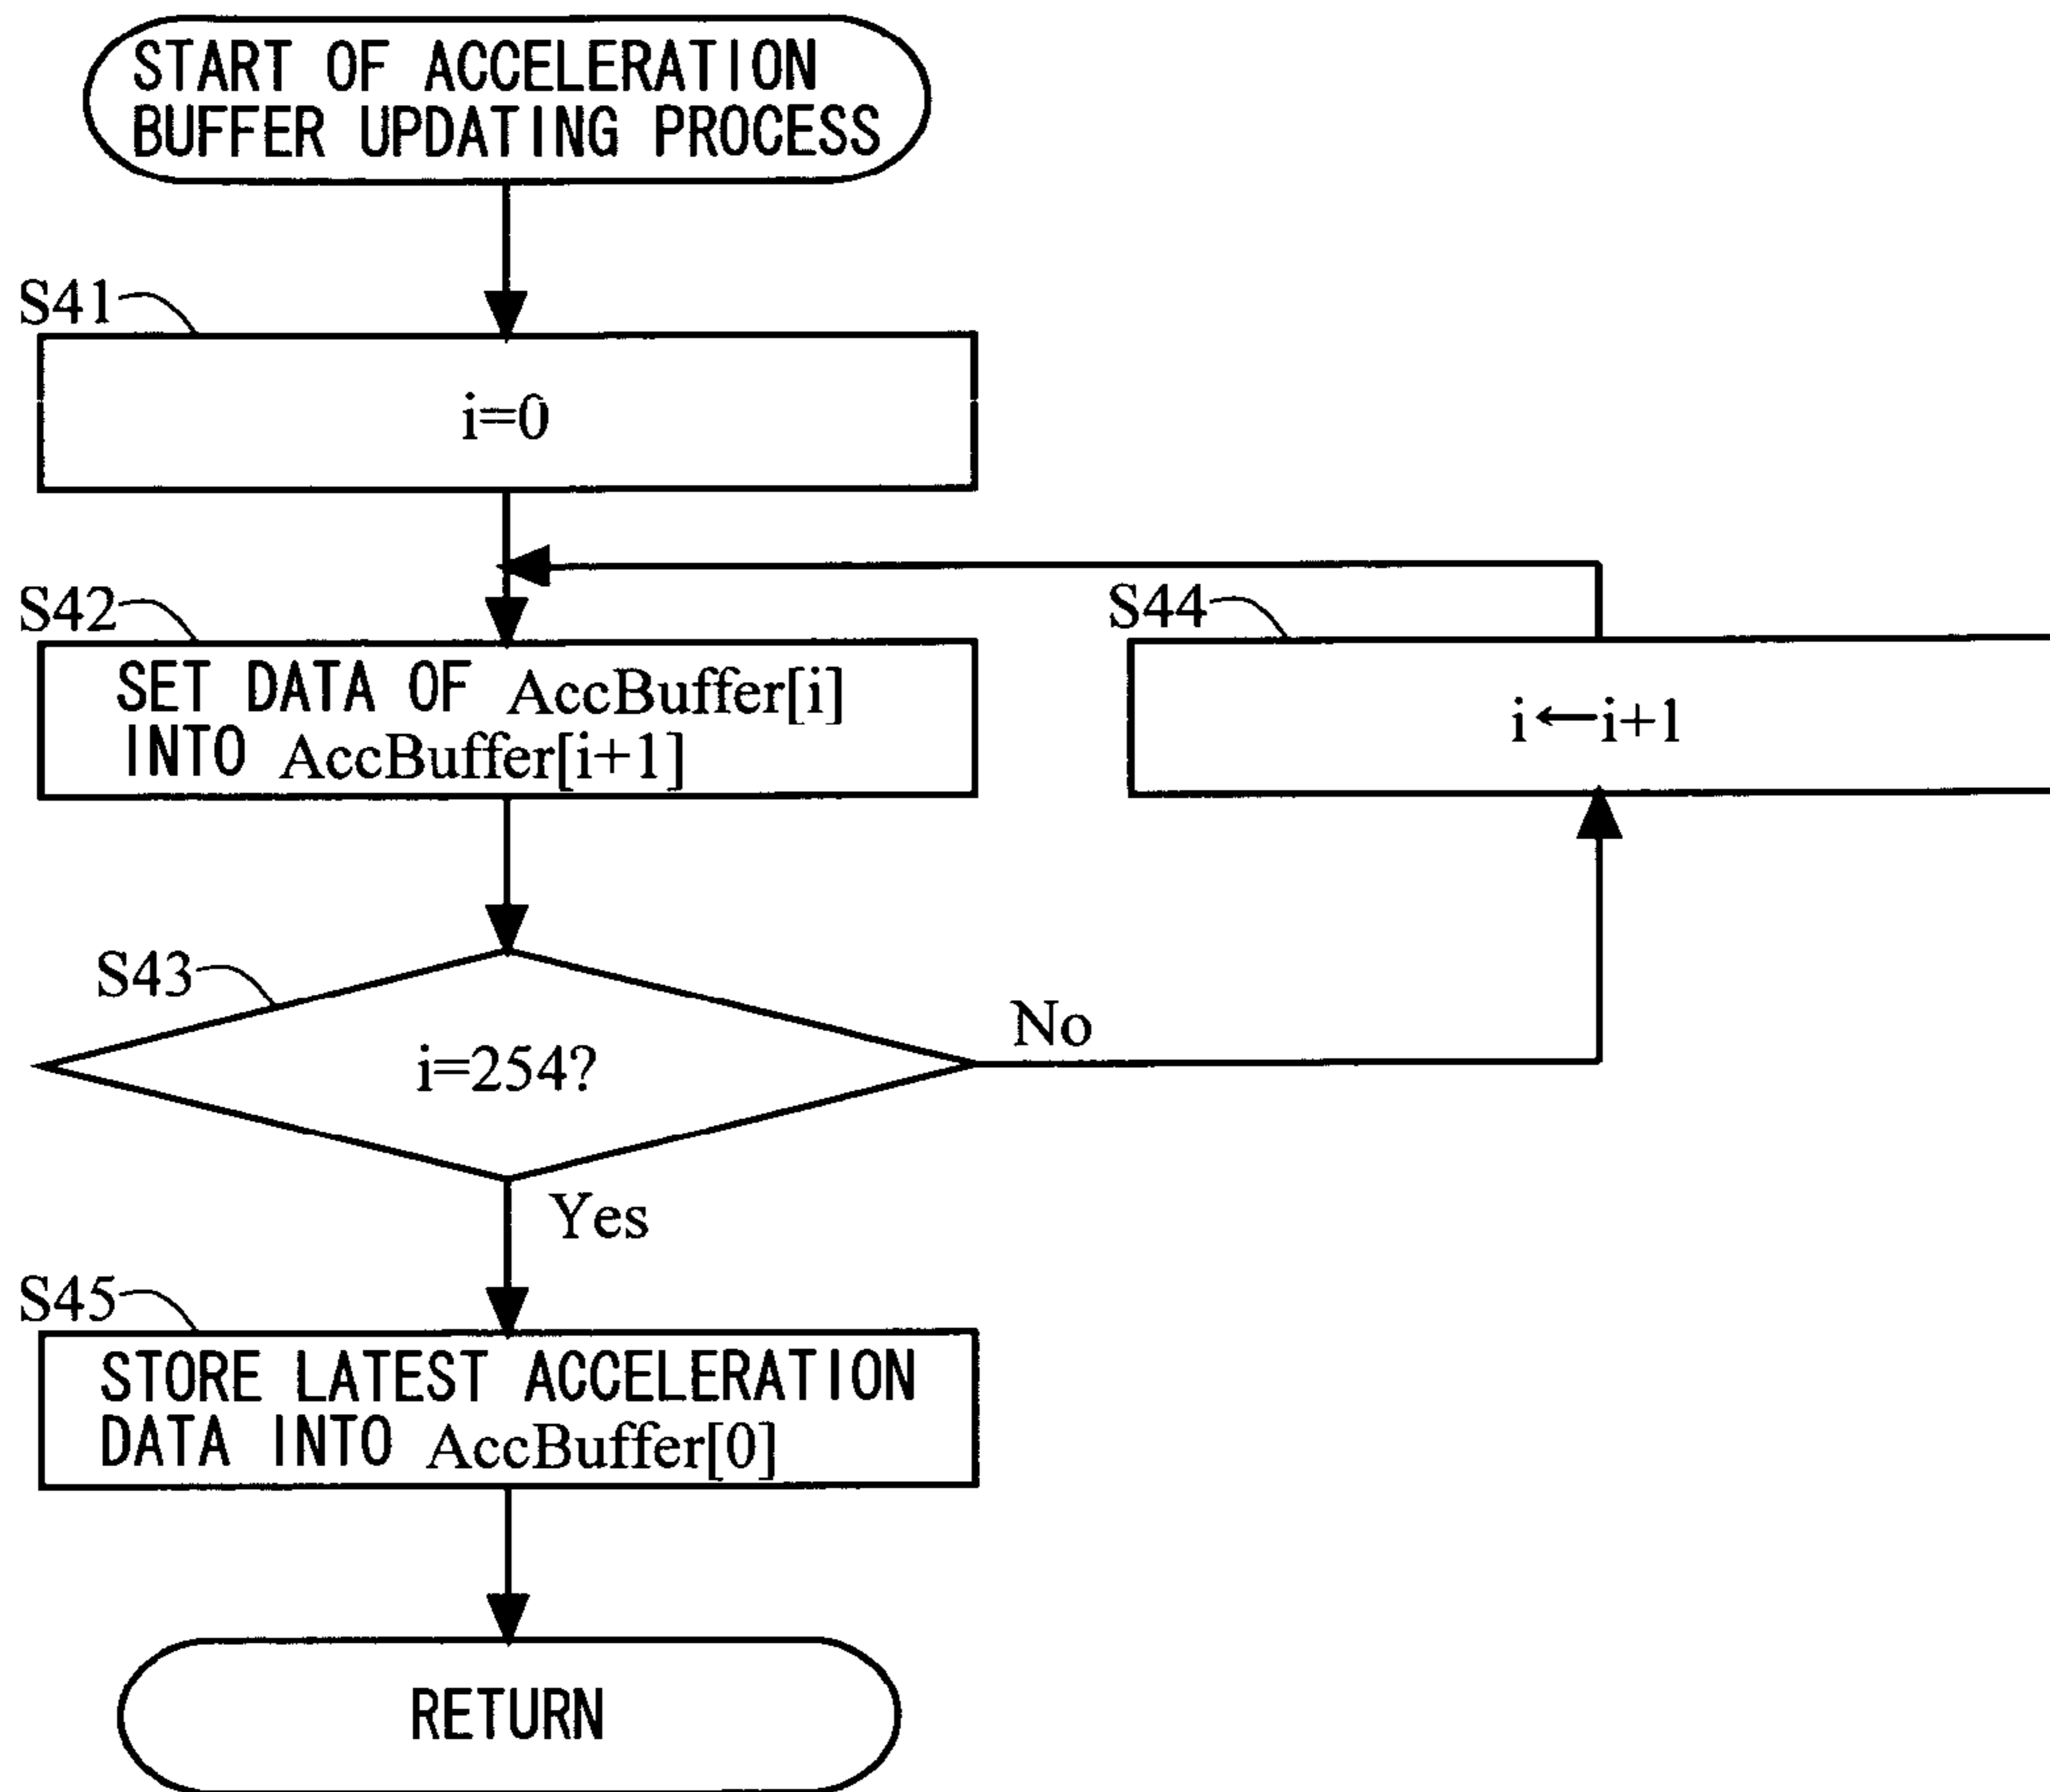 START OF ACCELERATION
BUFFER UPDATING PROCESS
S41
i=0
S42
SET DATA OF AccBuffer[i]
INTO AccBuffer[i+1]
S44
i←i+1
S43
i=254?
No
Yes
S45
STORE LATEST ACCELERATION
DATA INTO AccBuffer[0]
RETURN